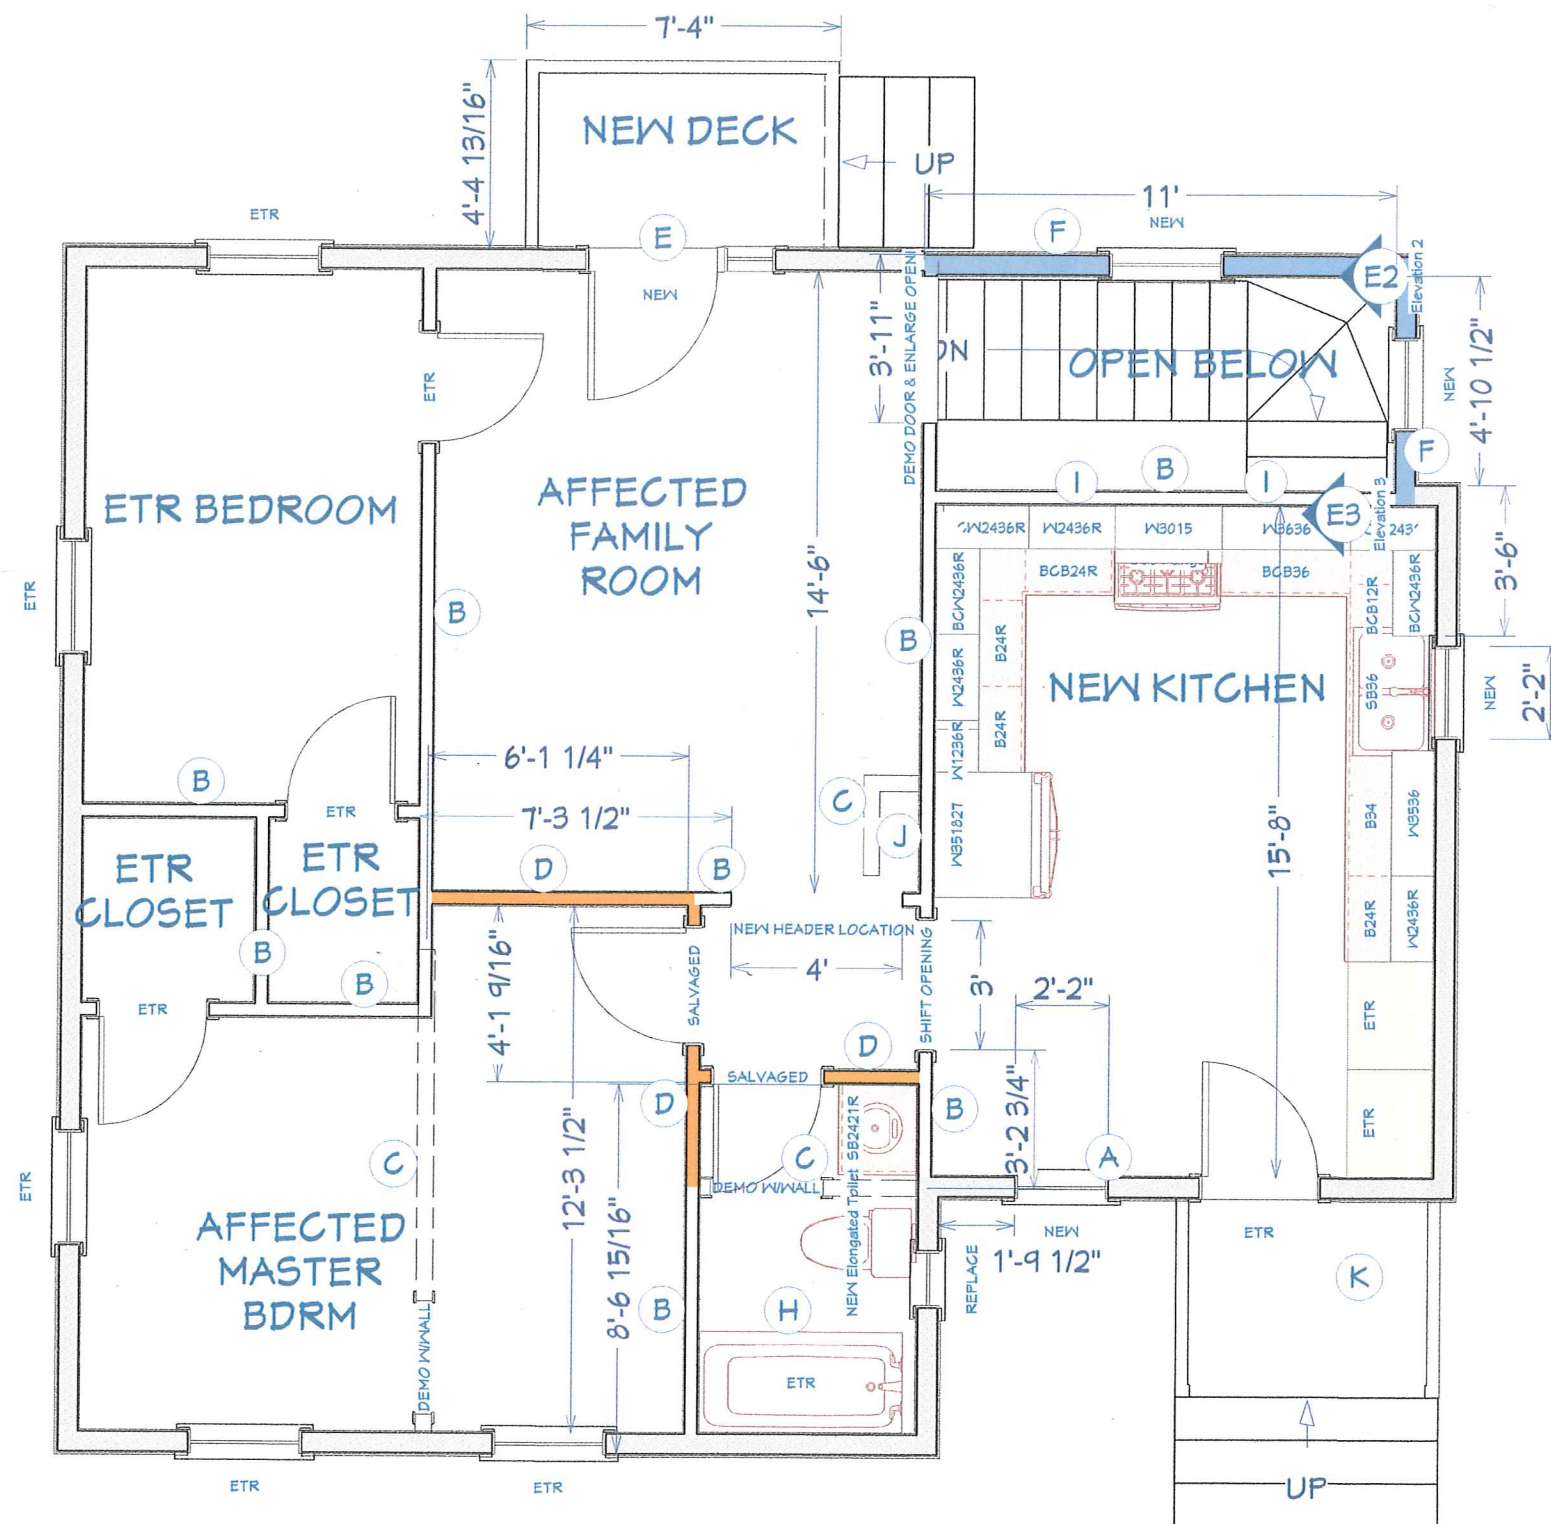 7'-4"
4'-4 13/16"
NEW DECK
UP
11'
ETR
E
F
NEW
E2
Elevation 2
NEW
3'-11"
DEMO DOOR & ENLARGE OPENI
DN
OPEN BELOW
ETR
NEW
4'-10 1/2"
F
I
B
I
E3
Elevation 3
ETR BEDROOM
AFFECTED
FAMILY
ROOM
14'-6"
W2436R
W2436R
W3015
W3636
243
3'-6"
BCW2436R
BCB24R
BCB36
BCB12R
BCW2436R
ETR
B
B
B24R
W2436R
B24R
W1236R
NEW KITCHEN
SB36
NEW
2'-2"
6'-1 1/4"
B
ETR
7'-3 1/2"
C
J
W351827
15'-8"
B34
W3536
ETR
CLOSET
ETR
CLOSET
D
B
B24R
W2436R
NEW HEADER LOCATION
4'
B
B
4'-1 9/16"
SALVAGED
SHIFT OPENING
3'
2'-2"
ETR
ETR
D
SALVAGED
D
B
3'-2 3/4"
A
ETR
C
12'-3 1/2"
8'-6 15/16"
C
SB2421R
DEMO W/WALL
NEW Elongated Toilet
ETR
AFFECTED
MASTER
BDRM
NEW
ETR
1'-9 1/2"
REPLACE
K
DEMO W/WALL
B
H
ETR
UP
ETR
ETR